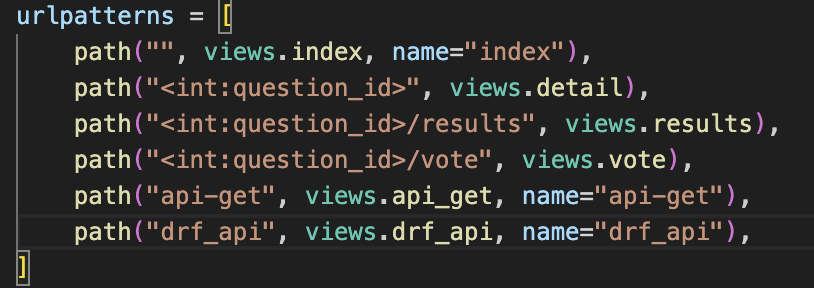 urlpatterns = [
    path("", views.index, name="index"),
    path("<int:question_id>", views.detail),
    path("<int:question_id>/results", views.results),
    path("<int:question_id>/vote", views.vote),
    path("api-get", views.api_get, name="api-get"),
    path("drf_api", views.drf_api, name="drf_api"),
]